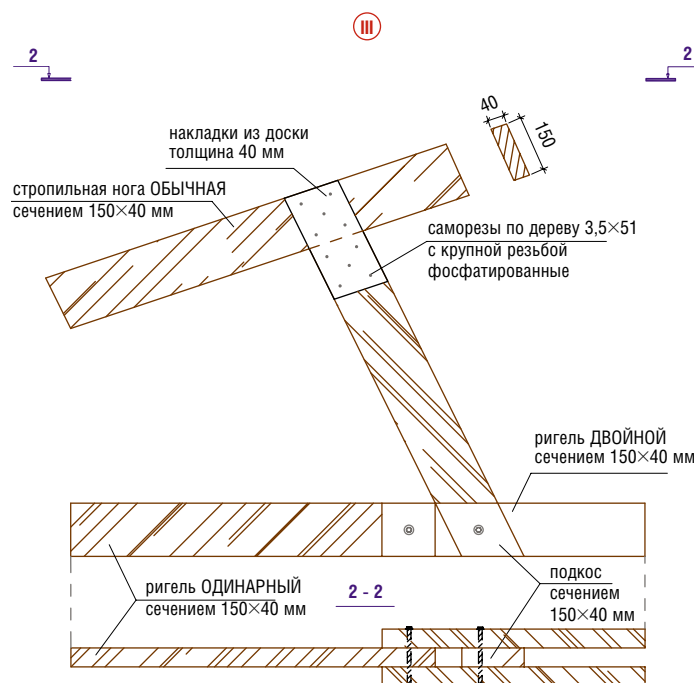 III
2
2
накладки из доски
толщина 40 мм
40
150
стропильная нога ОБЫЧНАЯ
сечением 150×40 мм
саморезы по дереву 3,5×51
с крупной резьбой
фосфатированные
ригель ДВОЙНОЙ
сечением 150×40 мм
ригель ОДИНАРНЫЙ
сечением 150×40 мм
2 - 2
подкос
сечением
150×40 мм